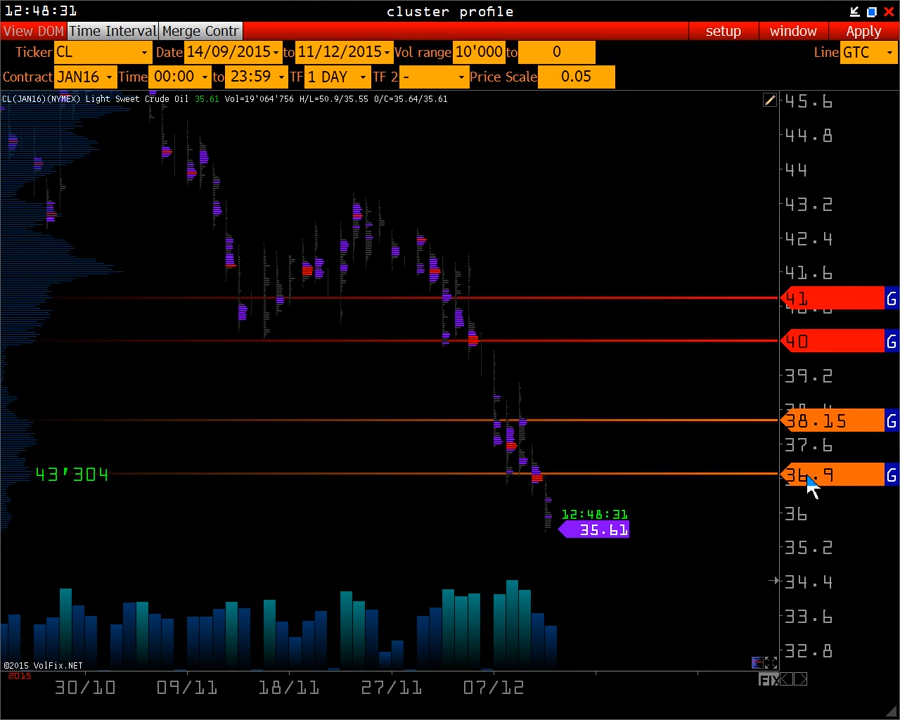 12:48:31 cluster profile
View DOM Time Interval Merge Contr setup window Apply
Ticker CL Date 14/09/2015 to 11/12/2015 Vol range 10'000 to 0 Line GTC
Contract JAN16 Time 00:00 to 23:59 TF 1 DAY TF 2 - Price Scale 0.05
CL(JAN16)(NYMEX) Light Sweet Crude Oil 35.61 Vol=19'064'756 H/L=50.9/35.55 O/C=35.64/35.61
45.6
44.8
44
43.2
42.4
41.6
41 G
40 G
39.2
38.15 G
37.6
43'304 36.9 G
36
12:48:31
35.61
35.2
34.4
33.6
32.8
©2015 VolFix.NET
2015
FIX
30/10 09/11 18/11 27/11 07/12